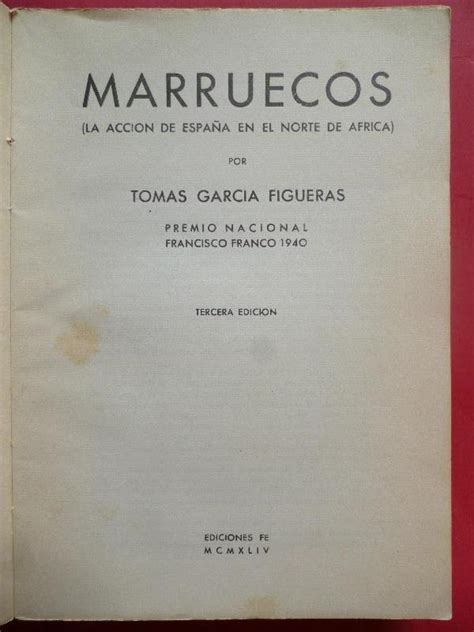 MARRUECOS
(LA ACCION DE ESPAÑA EN EL NORTE DE AFRICA)
POR
TOMAS GARCIA FIGUERAS
PREMIO NACIONAL
FRANCISCO FRANCO 1940
TERCERA EDICION
EDICIONES FE
MCMXLIV